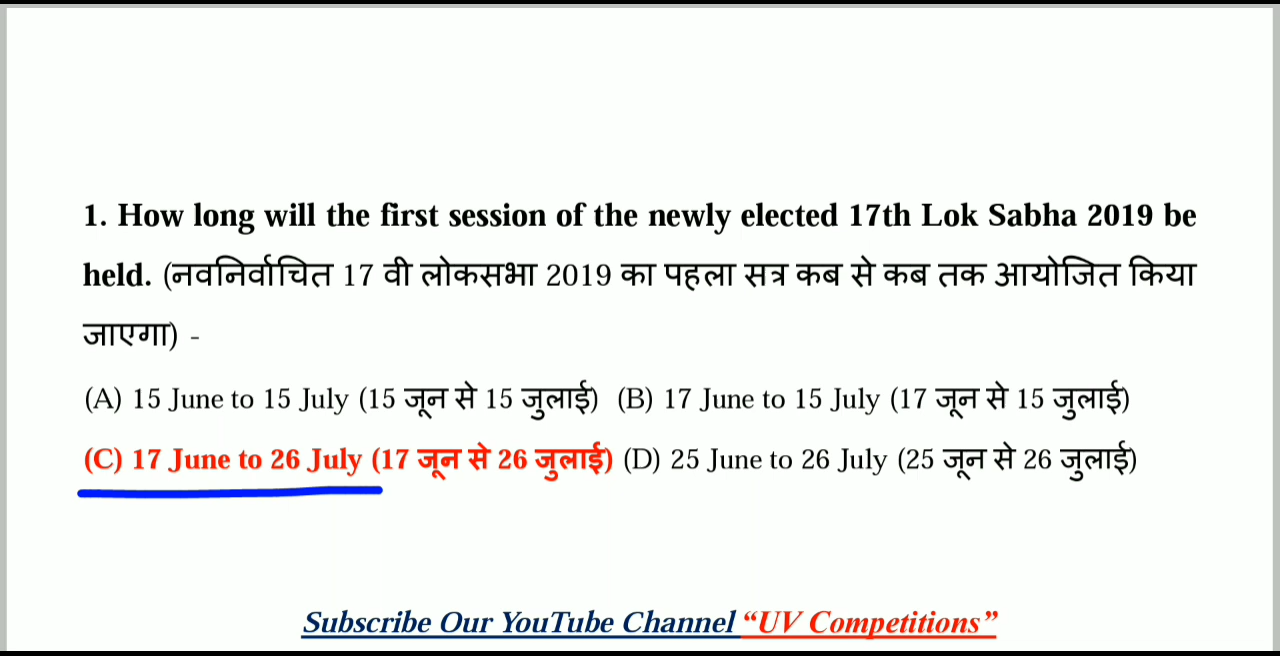 1. How long will the first session of the newly elected 17th Lok Sabha 2019 be
held. (नवनिर्वाचित 17 वी लोकसभा 2019 का पहला सत्र कब से कब तक आयोजित किया
जाएगा) -
(A) 15 June to 15 July (15 जून से 15 जुलाई) (B) 17 June to 15 July (17 जून से 15 जुलाई)
(C) 17 June to 26 July (17 जून से 26 जुलाई) (D) 25 June to 26 July (25 जून से 26 जुलाई)
Subscribe Our YouTube Channel “UV Competitions”